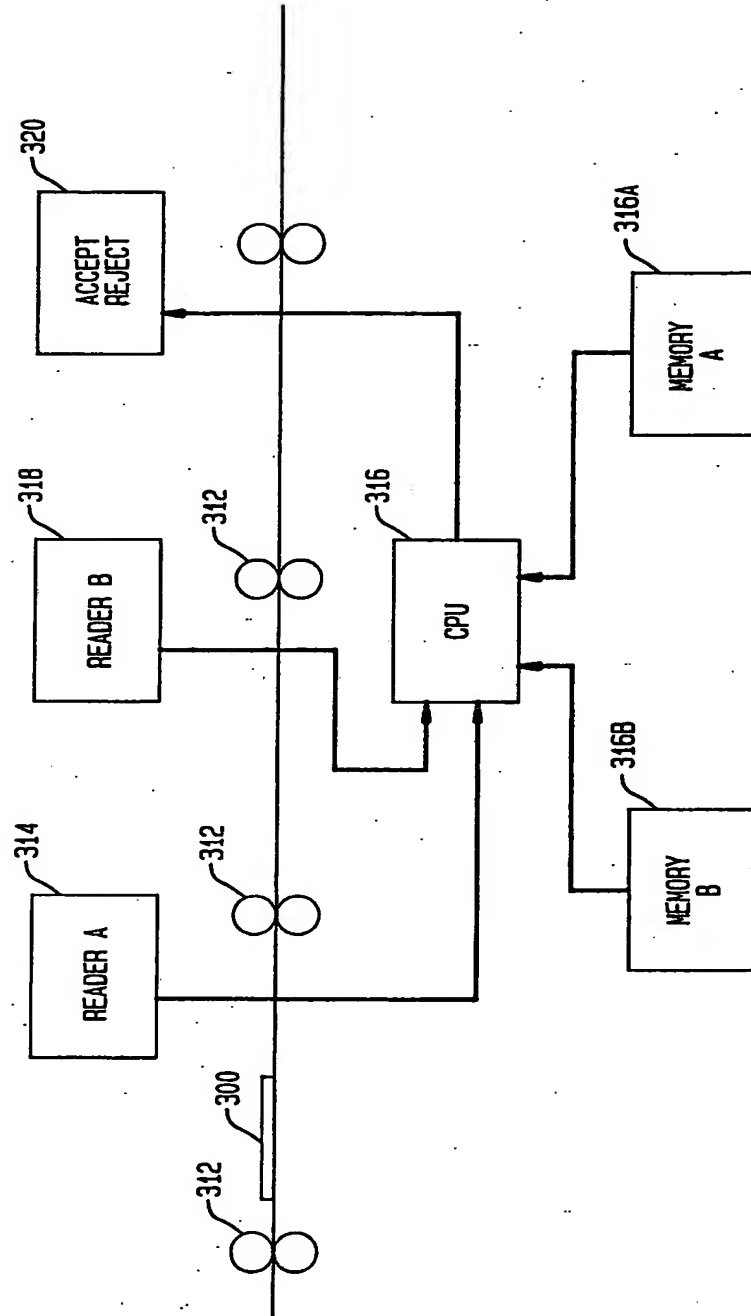 320
ACCEPT
REJECT
318
READER B
314
READER A
312
312
312
300
316
CPU
316A
MEMORY
A
316B
MEMORY
B